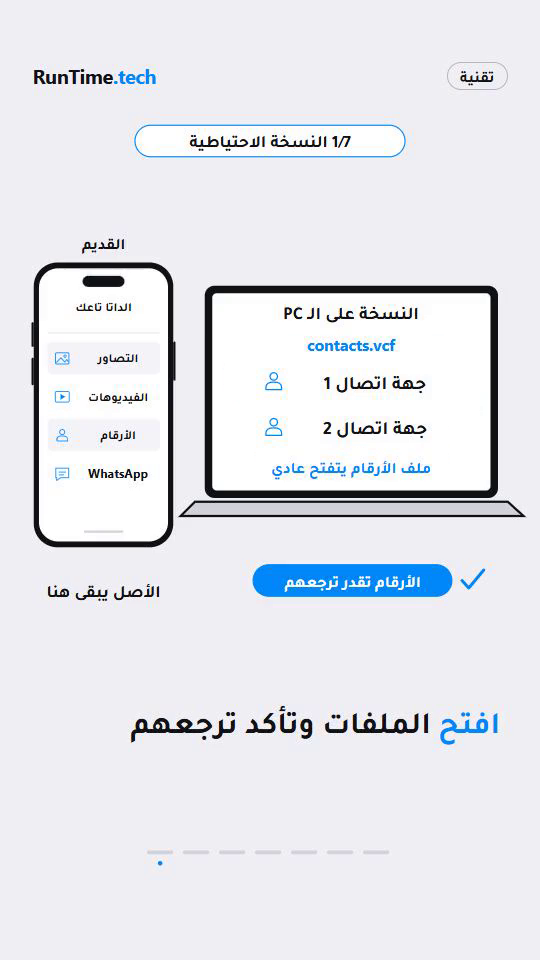 RunTime.tech
تقنية
1/7 النسخة الاحتياطية
القديم
الداتا تاعك
التصاور
الفيديوهات
الأرقام
WhatsApp
النسخة على الـ PC
contacts.vcf
جهة اتصال 1
جهة اتصال 2
ملف الأرقام يتفتح عادي
الأرقام تقدر ترجعهم
الأصل يبقى هنا
افتح الملفات وتأكد ترجعهم